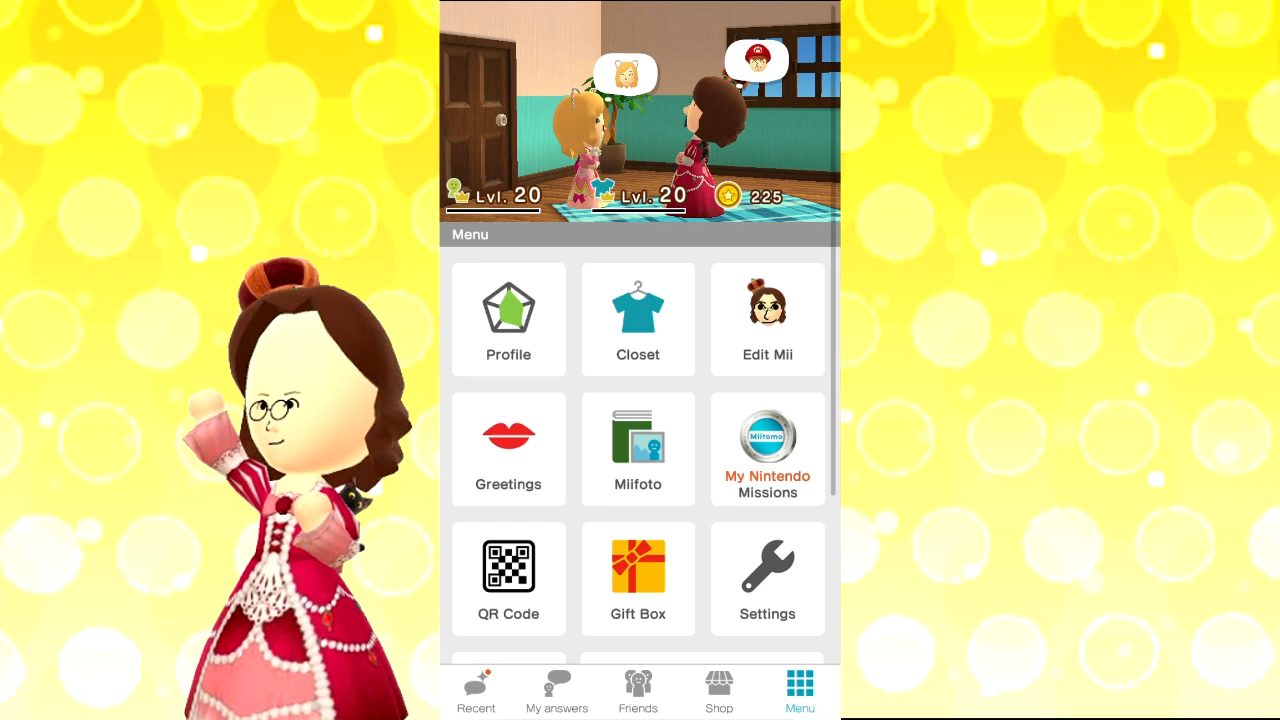 Lvl. 20
Lvl. 20
225
Menu
Profile
Closet
Edit Mii
Greetings
Miifoto
Miitomo
My Nintendo
Missions
QR Code
Gift Box
Settings
Recent
My answers
Friends
Shop
Menu